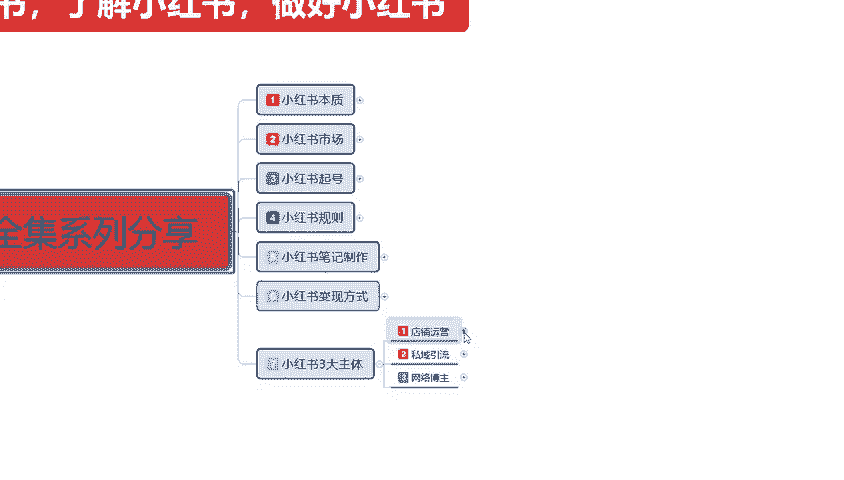 书，了解小红书，做好小红书
1 小红书本质
2 小红书市场
3 小红书起号
4 小红书规则
全集系列分享
小红书笔记制作
小红书变现方式
小红书3大主体
1 店铺运营
2 私域引流
3 网络博主